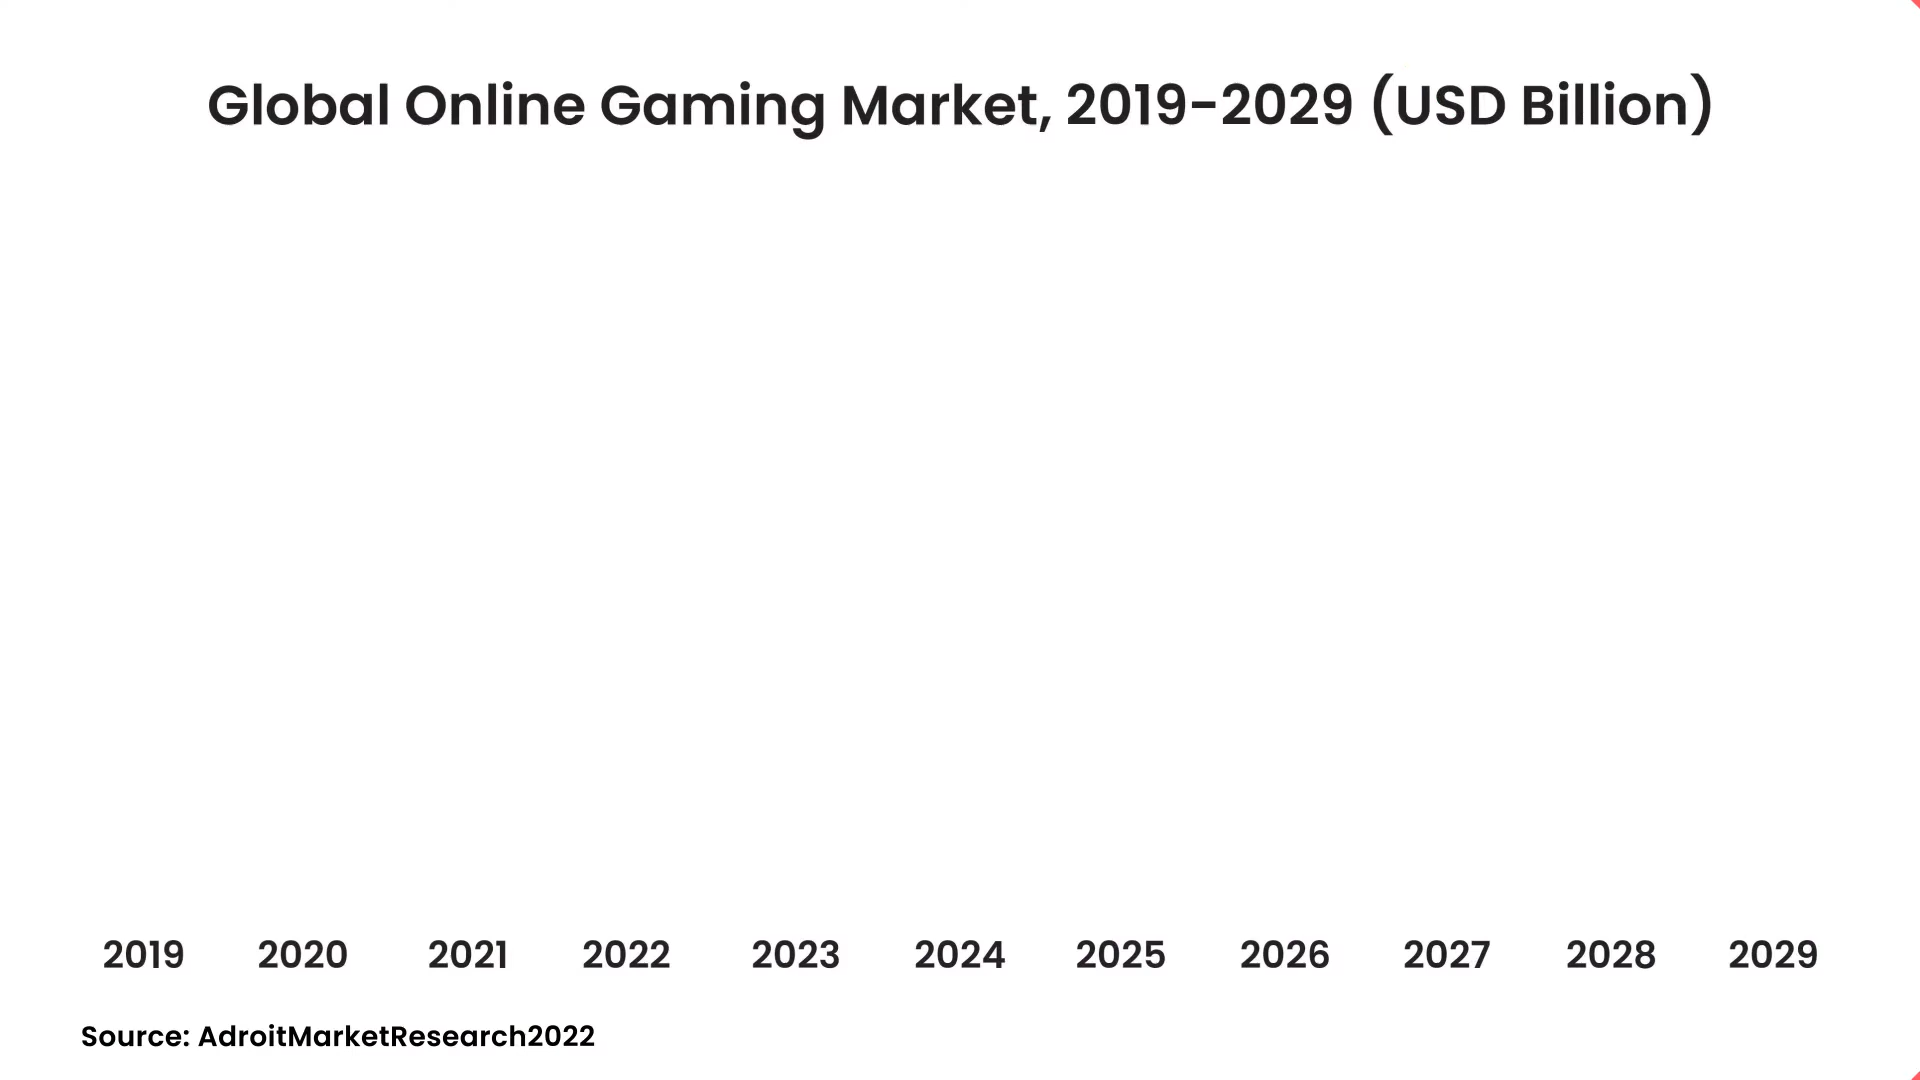 Global Online Gaming Market, 2019-2029 (USD Billion)
2019 2020 2021 2022 2023 2024 2025 2026 2027 2028 2029
Source: AdroitMarketResearch2022